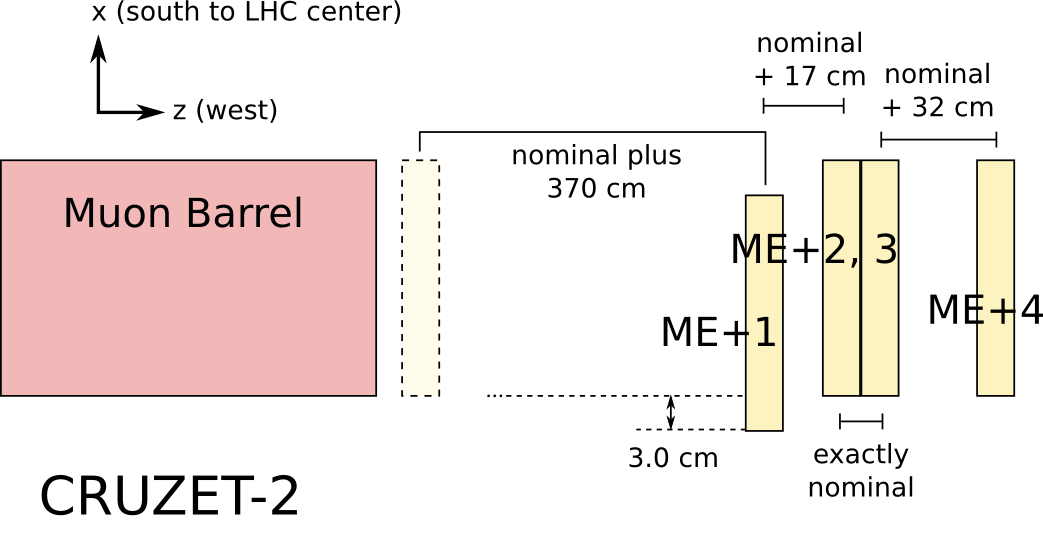 x (south to LHC center)
z (west)
nominal
+ 17 cm
nominal
+ 32 cm
nominal plus
370 cm
Muon Barrel
ME+2, 3
ME+4
ME+1
3.0 cm
exactly
nominal
CRUZET-2